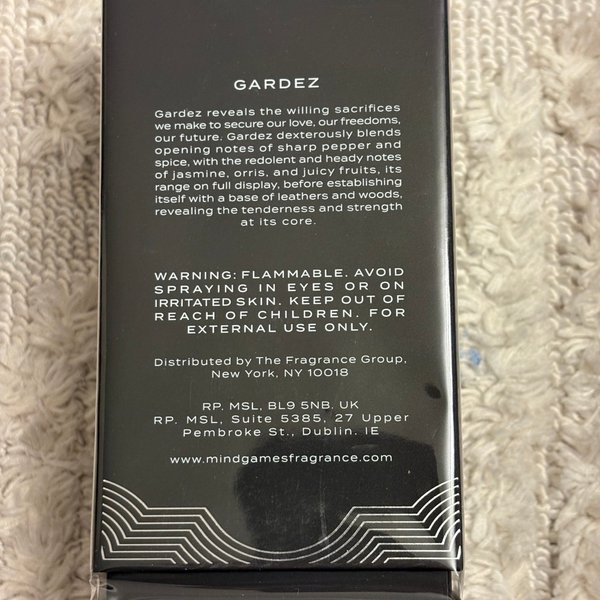 GARDEZ
Gardez reveals the willing sacrifices
we make to secure our love, our freedoms,
our future. Gardez dexterously blends
opening notes of sharp pepper and
spice, with the redolent and heady notes
of jasmine, orris, and juicy fruits, its
range on full display, before establishing
itself with a base of leathers and woods,
revealing the tenderness and strength
at its core.
WARNING: FLAMMABLE. AVOID
SPRAYING IN EYES OR ON
IRRITATED SKIN. KEEP OUT OF
REACH OF CHILDREN. FOR
EXTERNAL USE ONLY.
Distributed by The Fragrance Group,
New York, NY 10018
RP. MSL, BL9 5NB, UK
RP. MSL, Suite 5385, 27 Upper
Pembroke St., Dublin. IE
www.mindgamesfragrance.com